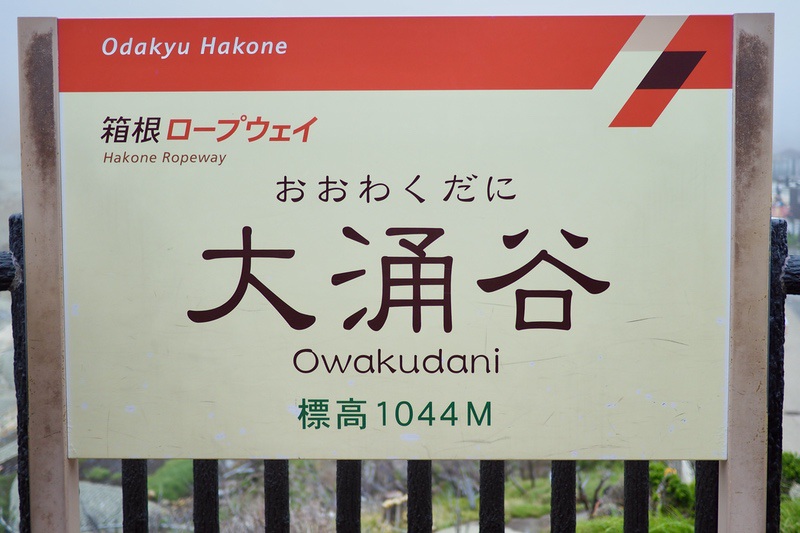 Odakyu Hakone
箱根ロープウェイ
Hakone Ropeway
おおわくだに
大涌谷
Owakudani
標高1044M